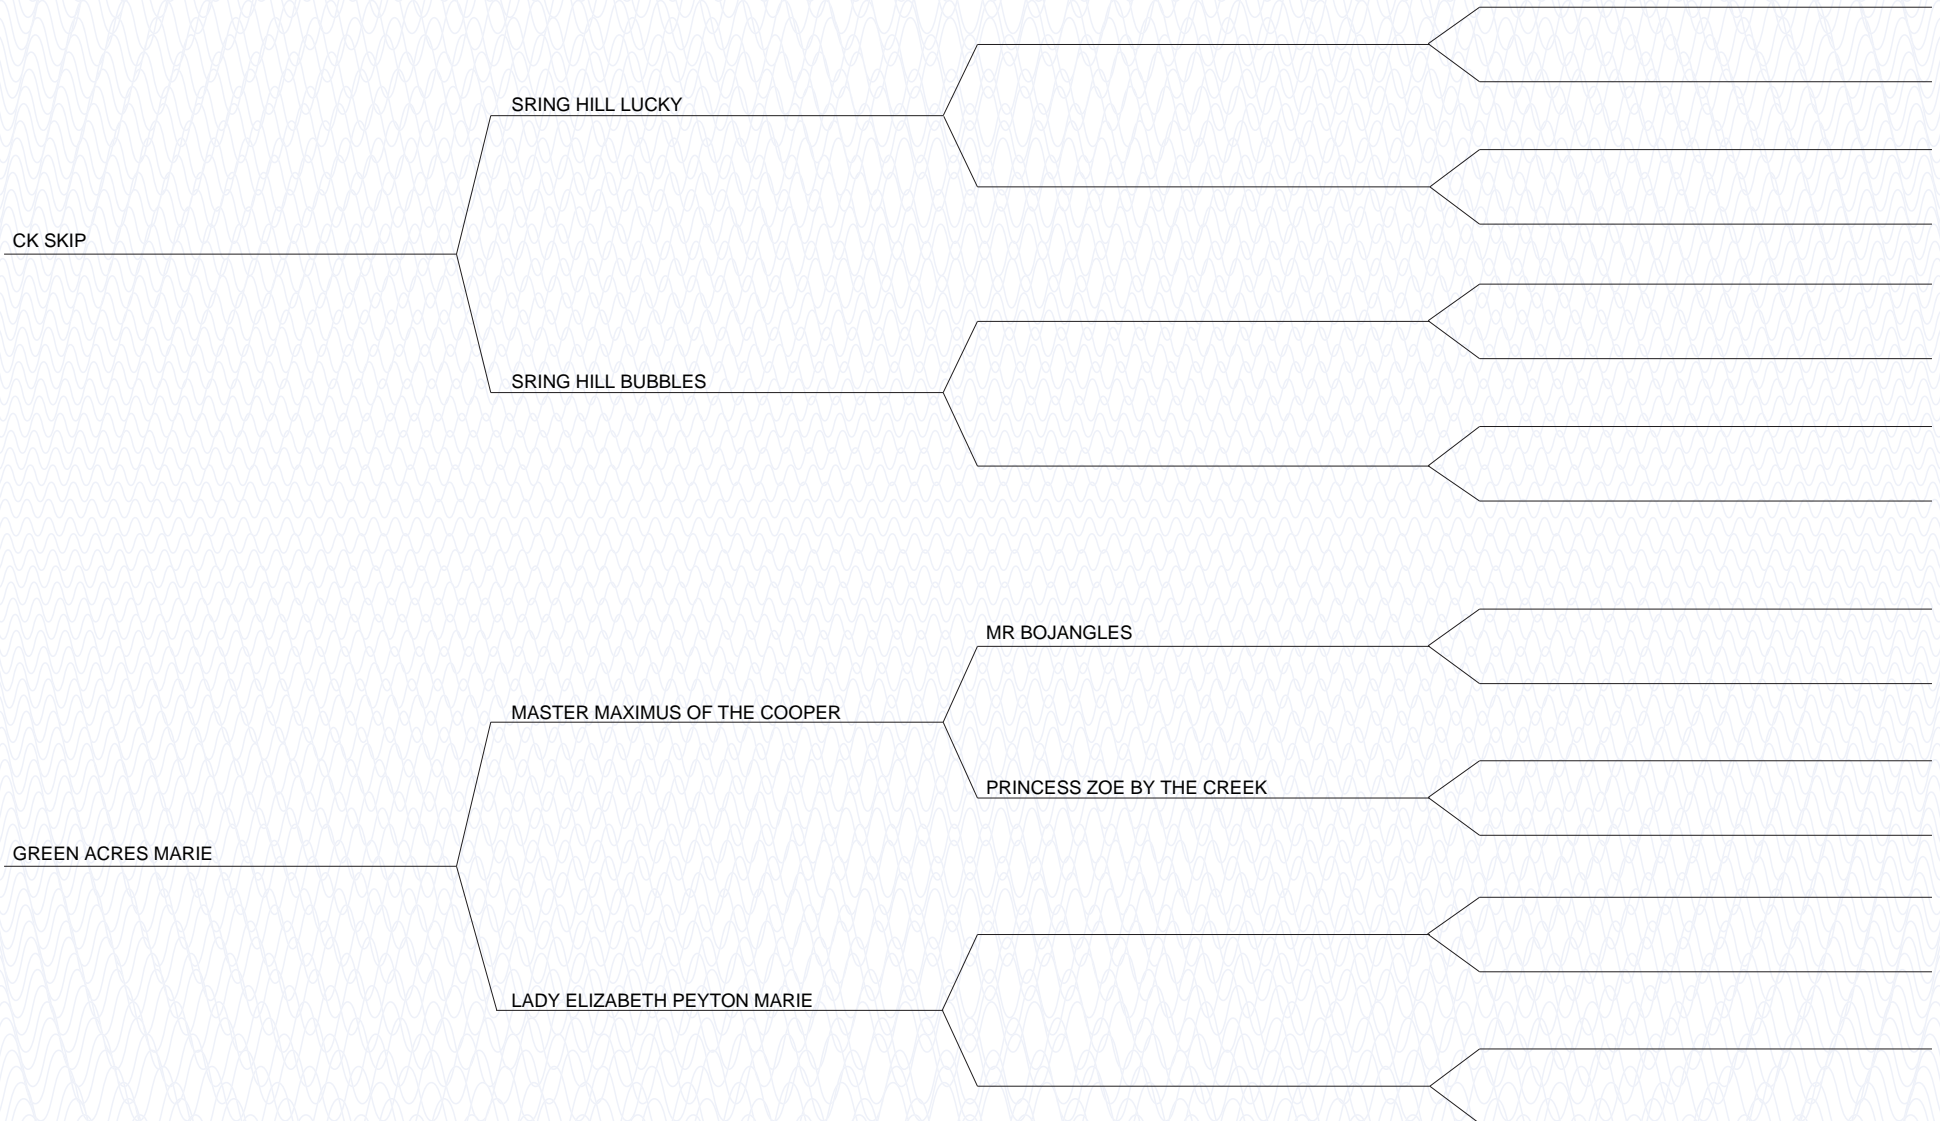 SRING HILL LUCKY
CK SKIP
SRING HILL BUBBLES
MR BOJANGLES
MASTER MAXIMUS OF THE COOPER
PRINCESS ZOE BY THE CREEK
GREEN ACRES MARIE
LADY ELIZABETH PEYTON MARIE